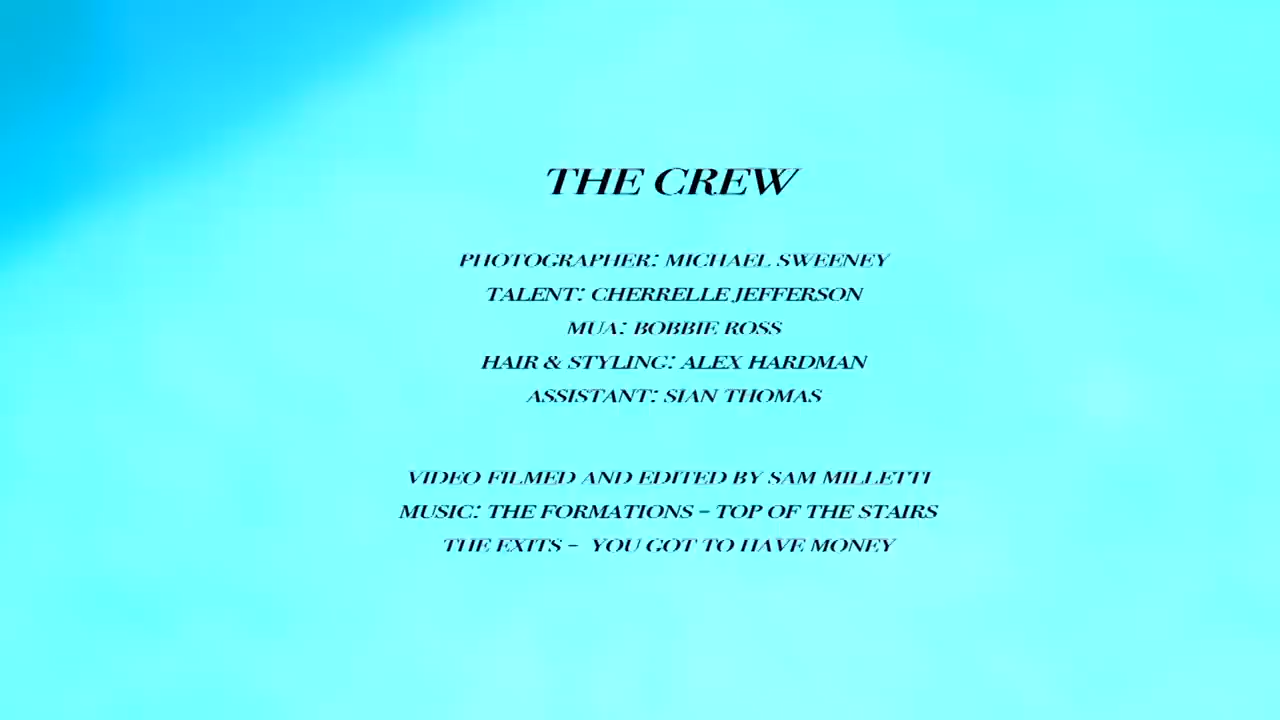 THE CREW
PHOTOGRAPHER: MICHAEL SWEENEY
TALENT: CHERRELLE JEFFERSON
MUA: BOBBIE ROSS
HAIR & STYLING: ALEX HARDMAN
ASSISTANT: SIAN THOMAS
VIDEO FILMED AND EDITED BY SAM MILLETTI
MUSIC: THE FORMATIONS - TOP OF THE STAIRS
THE EXITS - YOU GOT TO HAVE MONEY